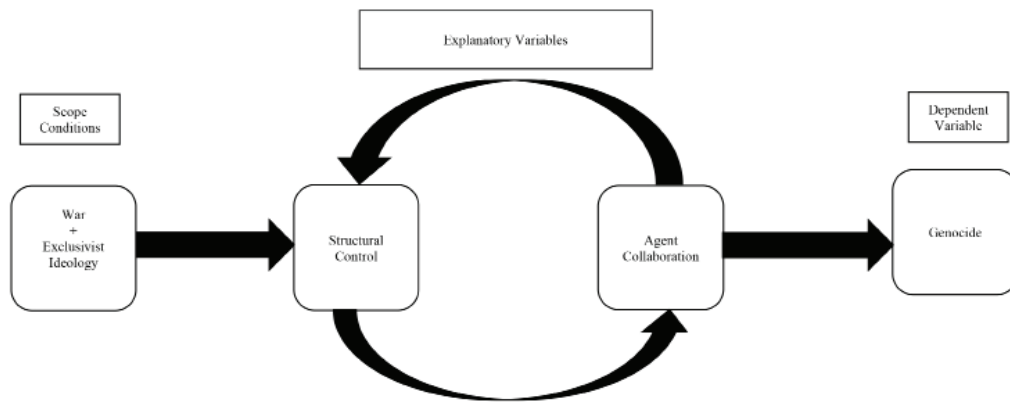 Explanatory Variables
Scope
Conditions
Dependent
Variable
War
+
Exclusivist
Ideology
Structural
Control
Agent
Collaboration
Genocide